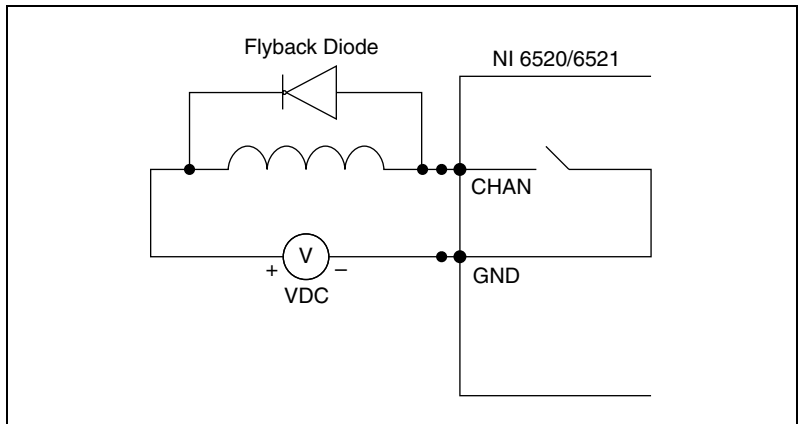 Flyback Diode
NI 6520/6521
CHAN
V
+ –
VDC
GND